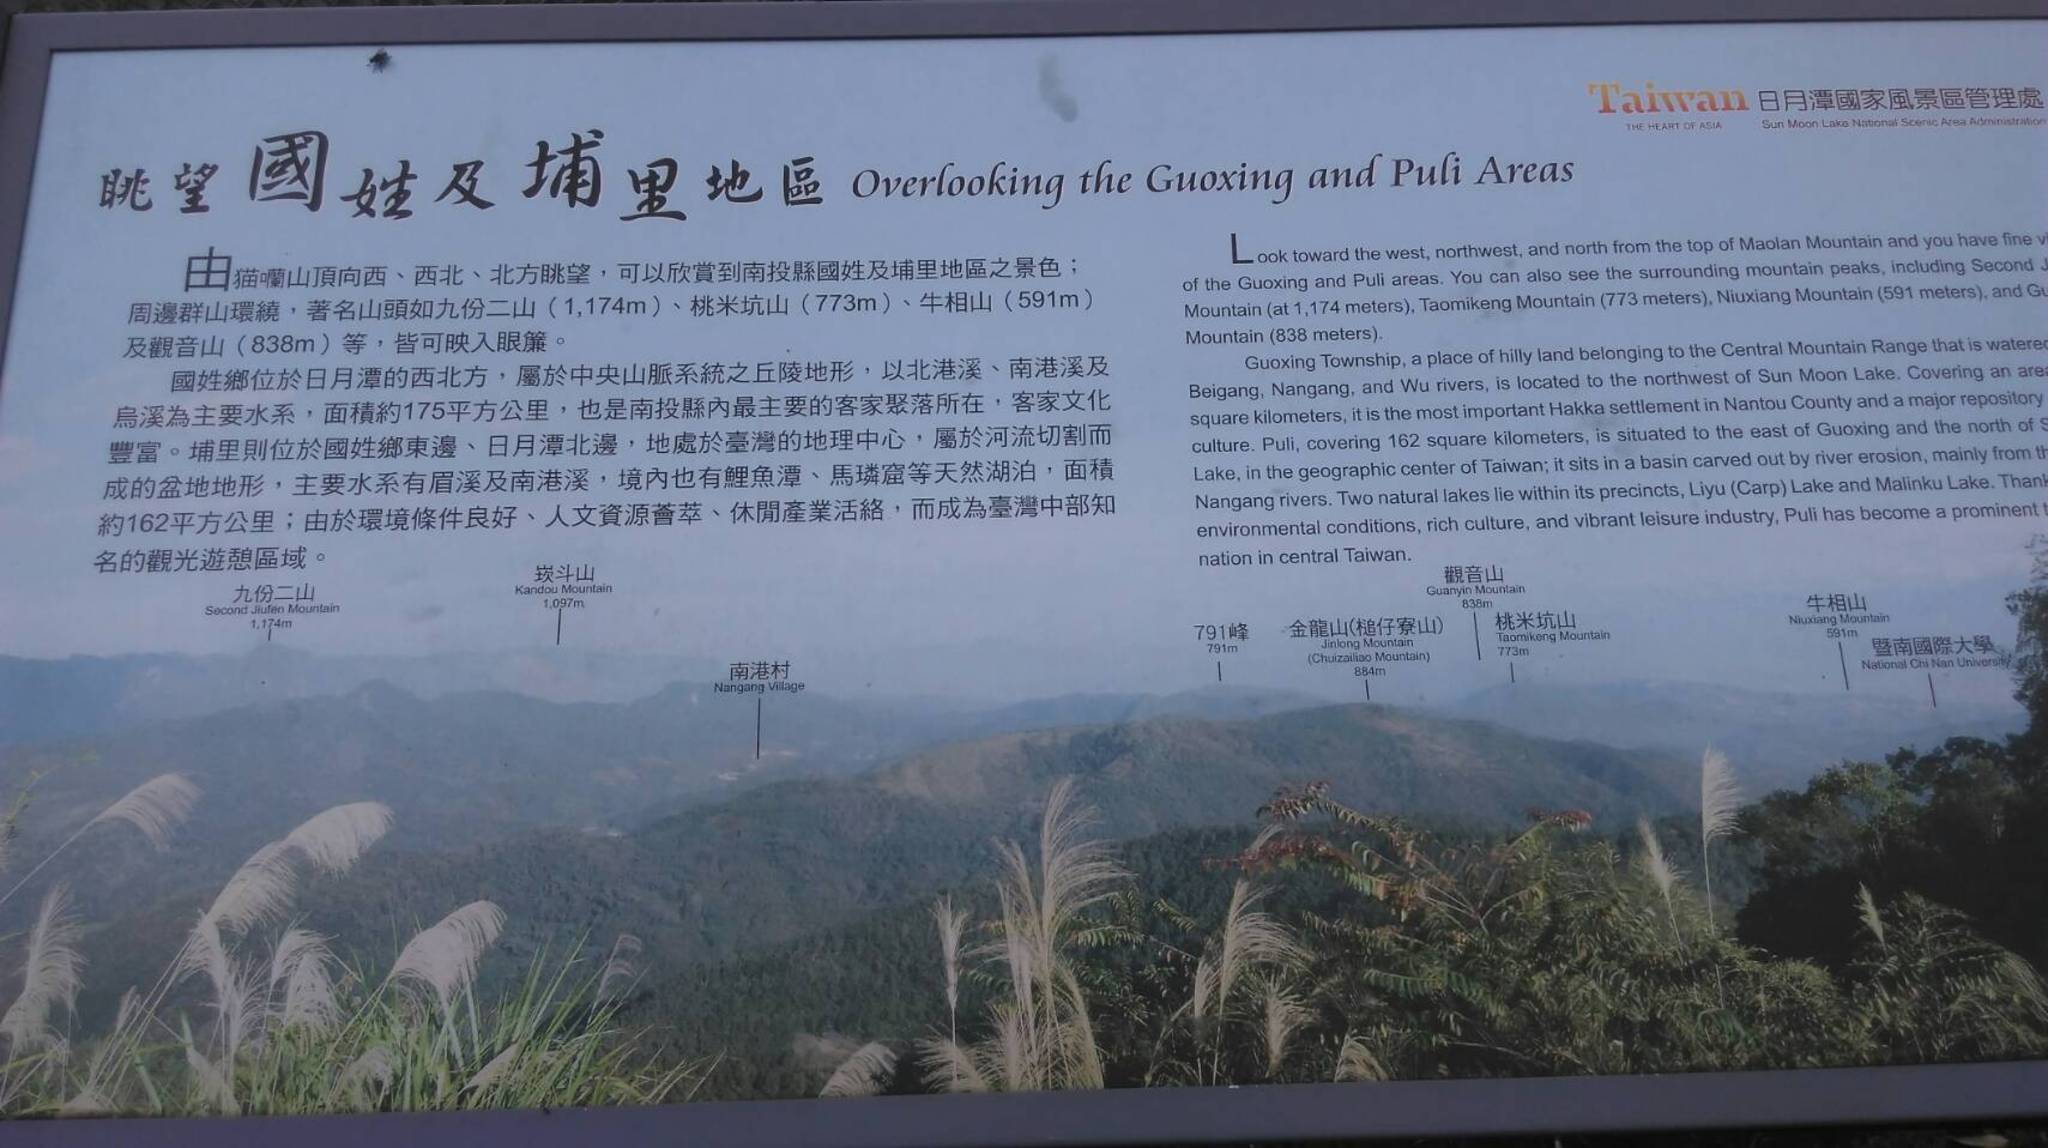 Taiwan 日月潭國家風景區管理處
THE HEART OF ASIA Sun Moon Lake National Scenic Area Administration
眺望國姓及埔里地區 Overlooking the Guoxing and Puli Areas
由猫囒山頂向西、西北、北方眺望，可以欣賞到南投縣國姓及埔里地區之景色；
周邊群山環繞，著名山頭如九份二山（1,174m）、桃米坑山（773m）、牛相山（591m）
及觀音山（838m）等，皆可映入眼簾。
國姓鄉位於日月潭的西北方，屬於中央山脈系統之丘陵地形，以北港溪、南港溪及
烏溪為主要水系，面積約175平方公里，也是南投縣內最主要的客家聚落所在，客家文化
豐富。埔里則位於國姓鄉東邊、日月潭北邊，地處於臺灣的地理中心，屬於河流切割而
成的盆地地形，主要水系有眉溪及南港溪，境內也有鯉魚潭、馬璘窟等天然湖泊，面積
約162平方公里；由於環境條件良好、人文資源薈萃、休閒產業活絡，而成為臺灣中部知
名的觀光遊憩區域。
Look toward the west, northwest, and north from the top of Maolan Mountain and you have fine
of the Guoxing and Puli areas. You can also see the surrounding mountain peaks, including Second
Mountain (at 1,174 meters), Taomikeng Mountain (773 meters), Niuxiang Mountain (591 meters), and
Mountain (838 meters).
Guoxing Township, a place of hilly land belonging to the Central Mountain Range that is watered
Beigang, Nangang, and Wu rivers, is located to the northwest of Sun Moon Lake. Covering an area
square kilometers, it is the most important Hakka settlement in Nantou County and a major repository
culture. Puli, covering 162 square kilometers, is situated to the east of Guoxing and the north of
Lake, in the geographic center of Taiwan; it sits in a basin carved out by river erosion, mainly from
Nangang rivers. Two natural lakes lie within its precincts, Liyu (Carp) Lake and Malinku Lake.
environmental conditions, rich culture, and vibrant leisure industry, Puli has become a prominent
nation in central Taiwan.
九份二山
Second Jiufen Mountain
1,174m
崁斗山
Kandou Mountain
1,097m
南港村
Nangang Village
791峰
791m
金龍山(槌仔寮山)
Jinlong Mountain
(Chuizailiao Mountain)
884m
觀音山
Guanyin Mountain
838m
桃米坑山
Taomikeng Mountain
773m
牛相山
Niuxiang Mountain
591m
暨南國際大學
National Chi Nan University